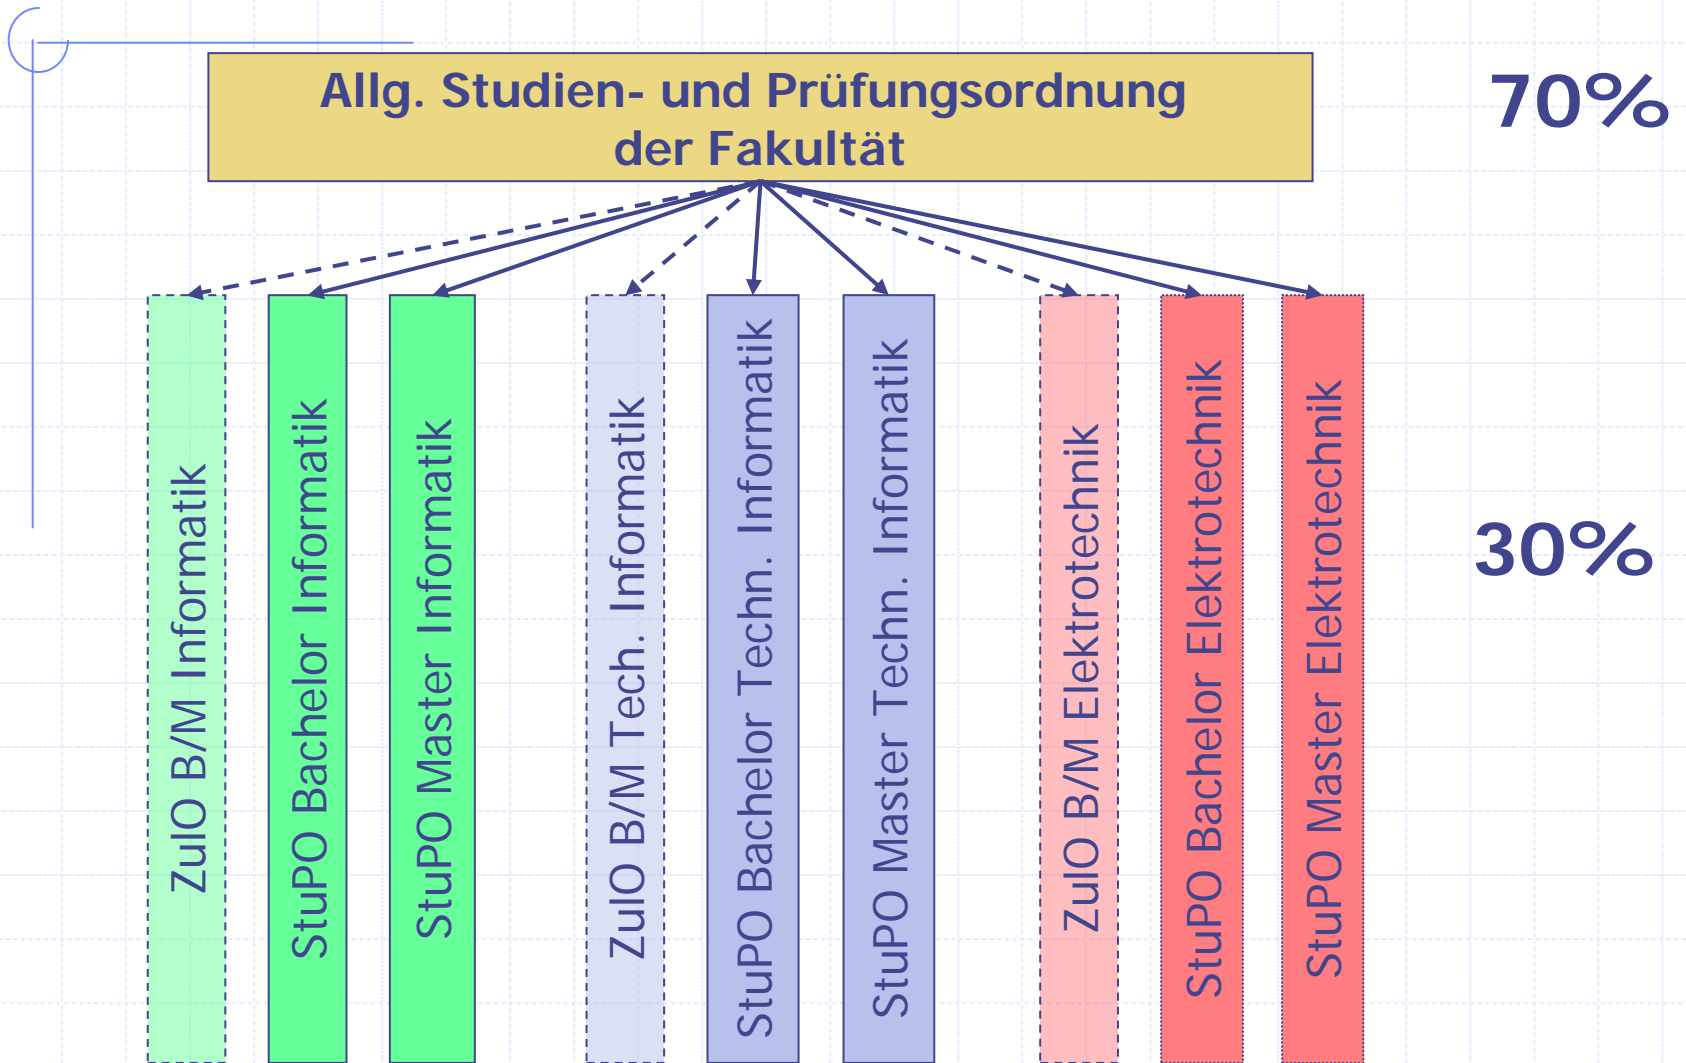 Allg. Studien- und Prüfungsordnung
der Fakultät
70%
ZulO B/M Informatik
StuPO Bachelor Informatik
StuPO Master Informatik
ZulO B/M Tech. Informatik
StuPO Bachelor Techn. Informatik
StuPO Master Techn. Informatik
ZulO B/M Elektrotechnik
StuPO Bachelor Elektrotechnik
StuPO Master Elektrotechnik
30%